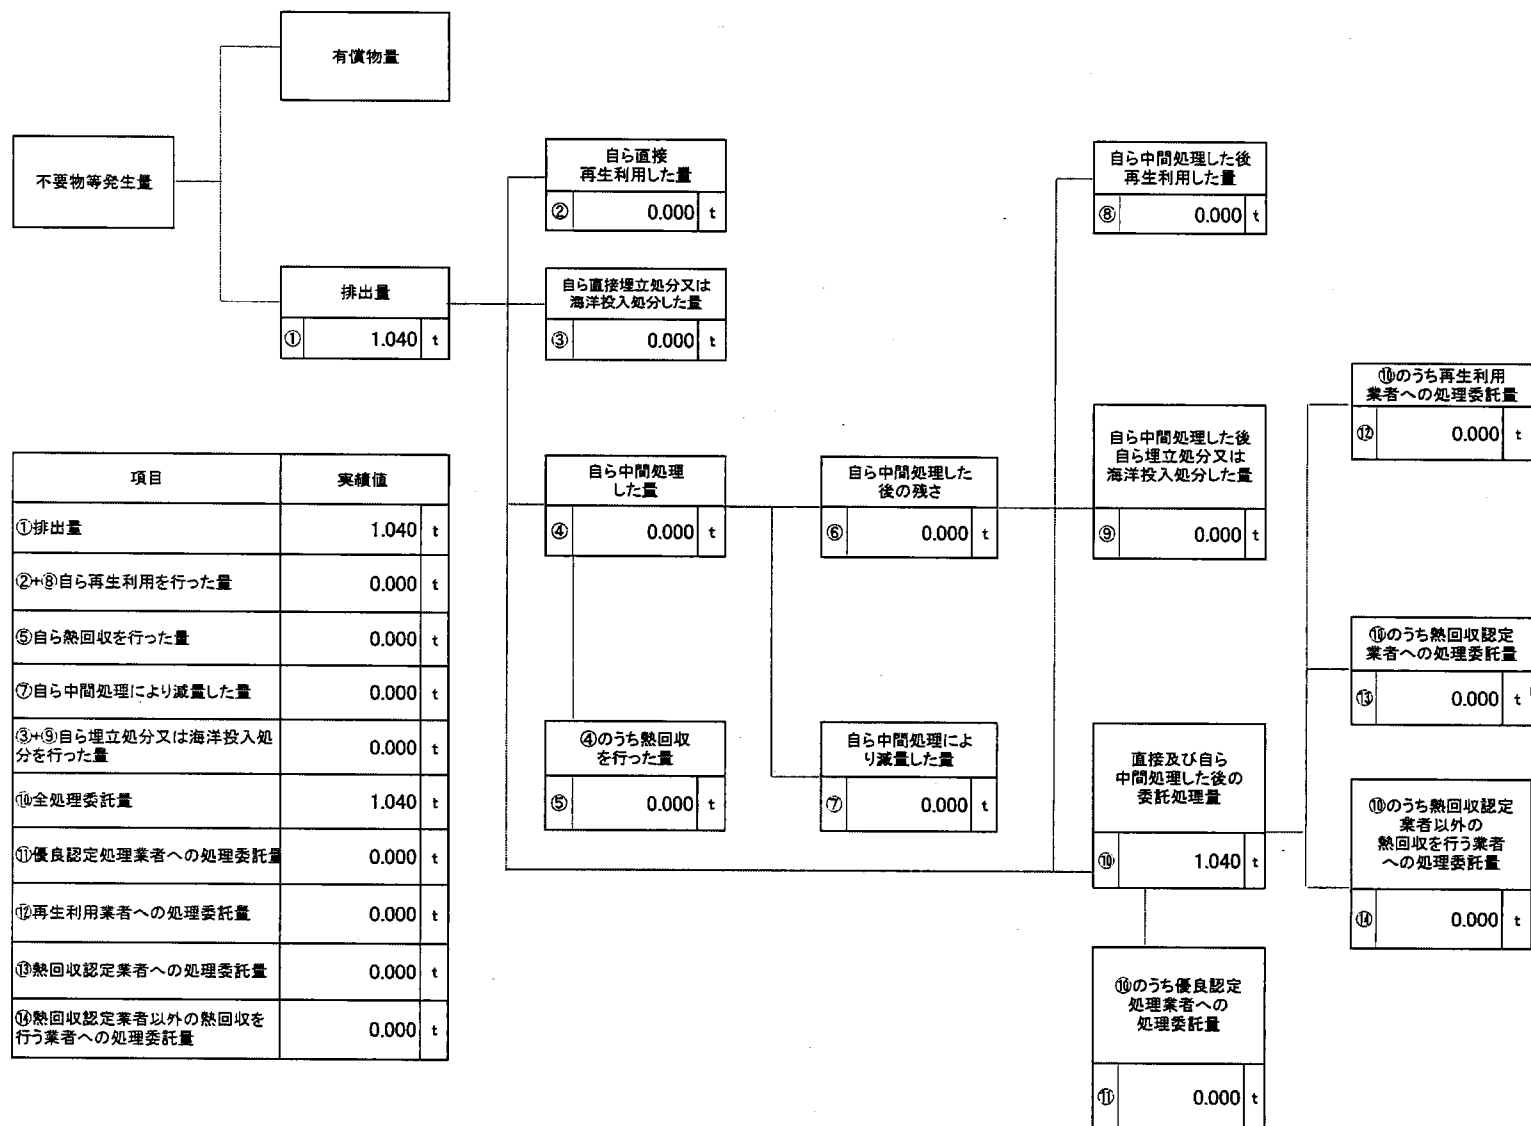 有償物量
不要物等発生量
排出量
① 1.040 t
自ら直接
再生利用した量
② 0.000 t
自ら直接埋立処分又は
海洋投入処分した量
③ 0.000 t
自ら中間処理
した量
④ 0.000 t
④のうち熱回収
を行った量
⑤ 0.000 t
自ら中間処理した
後の残さ
⑥ 0.000 t
自ら中間処理によ
り減量した量
⑦ 0.000 t
自ら中間処理した後
再生利用した量
⑧ 0.000 t
自ら中間処理した後
自ら埋立処分又は
海洋投入処分した量
⑨ 0.000 t
直接及び自ら
中間処理した後の
委託処理量
⑩ 1.040 t
⑩のうち優良認定
処理業者への
処理委託量
⑪ 0.000 t
⑩のうち再生利用
業者への処理委託量
⑫ 0.000 t
⑩のうち熱回収認定
業者への処理委託量
⑬ 0.000 t
⑩のうち熱回収認定
業者以外の
熱回収を行う業者
への処理委託量
⑭ 0.000 t
項目 実績値
①排出量 1.040 t
②+⑧自ら再生利用を行った量 0.000 t
⑤自ら熱回収を行った量 0.000 t
⑦自ら中間処理により減量した量 0.000 t
③+⑨自ら埋立処分又は海洋投入処
分を行った量 0.000 t
⑩全処理委託量 1.040 t
⑪優良認定処理業者への処理委託量 0.000 t
⑫再生利用業者への処理委託量 0.000 t
⑬熱回収認定業者への処理委託量 0.000 t
⑭熱回収認定業者以外の熱回収を
行う業者への処理委託量 0.000 t